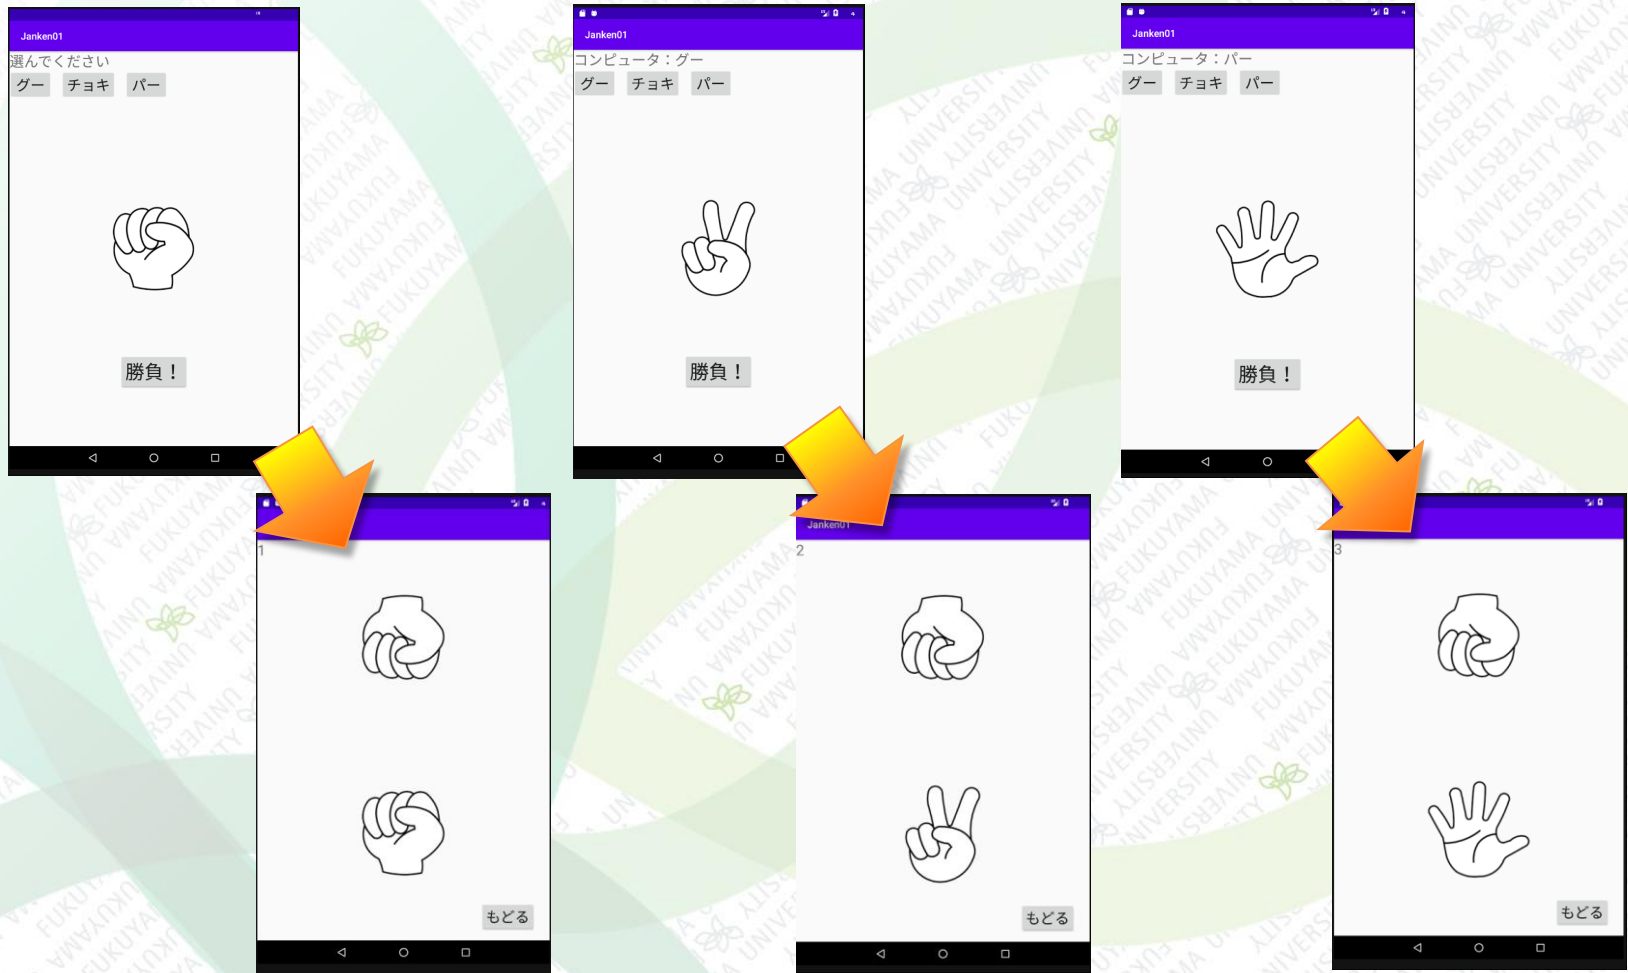 Janken01
選んでください
グー チョキ パー
勝負！
Janken01
コンピュータ：グー
グー チョキ パー
勝負！
Janken01
コンピュータ：パー
グー チョキ パー
勝負！
1
もどる
Janken01
2
もどる
3
もどる
FUKUYAMA UNIVERSITY